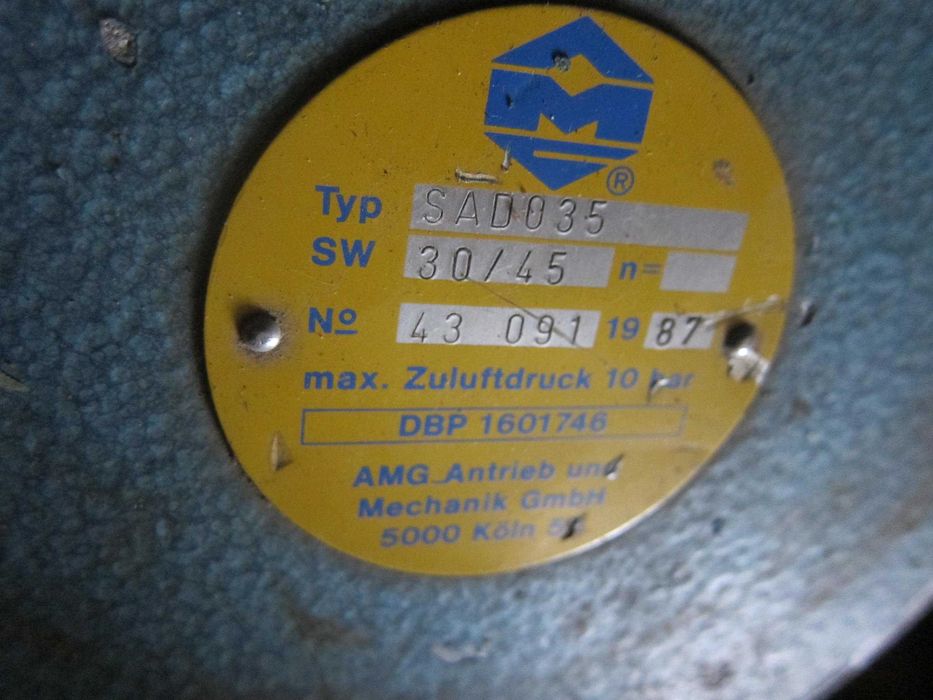 ®
Typ SAD035
SW 30/45 n=
Nº 43 091 19 87
max. Zuluftdruck 10 bar
DBP 1601746
AMG Antrieb und
Mechanik GmbH
5000 Köln